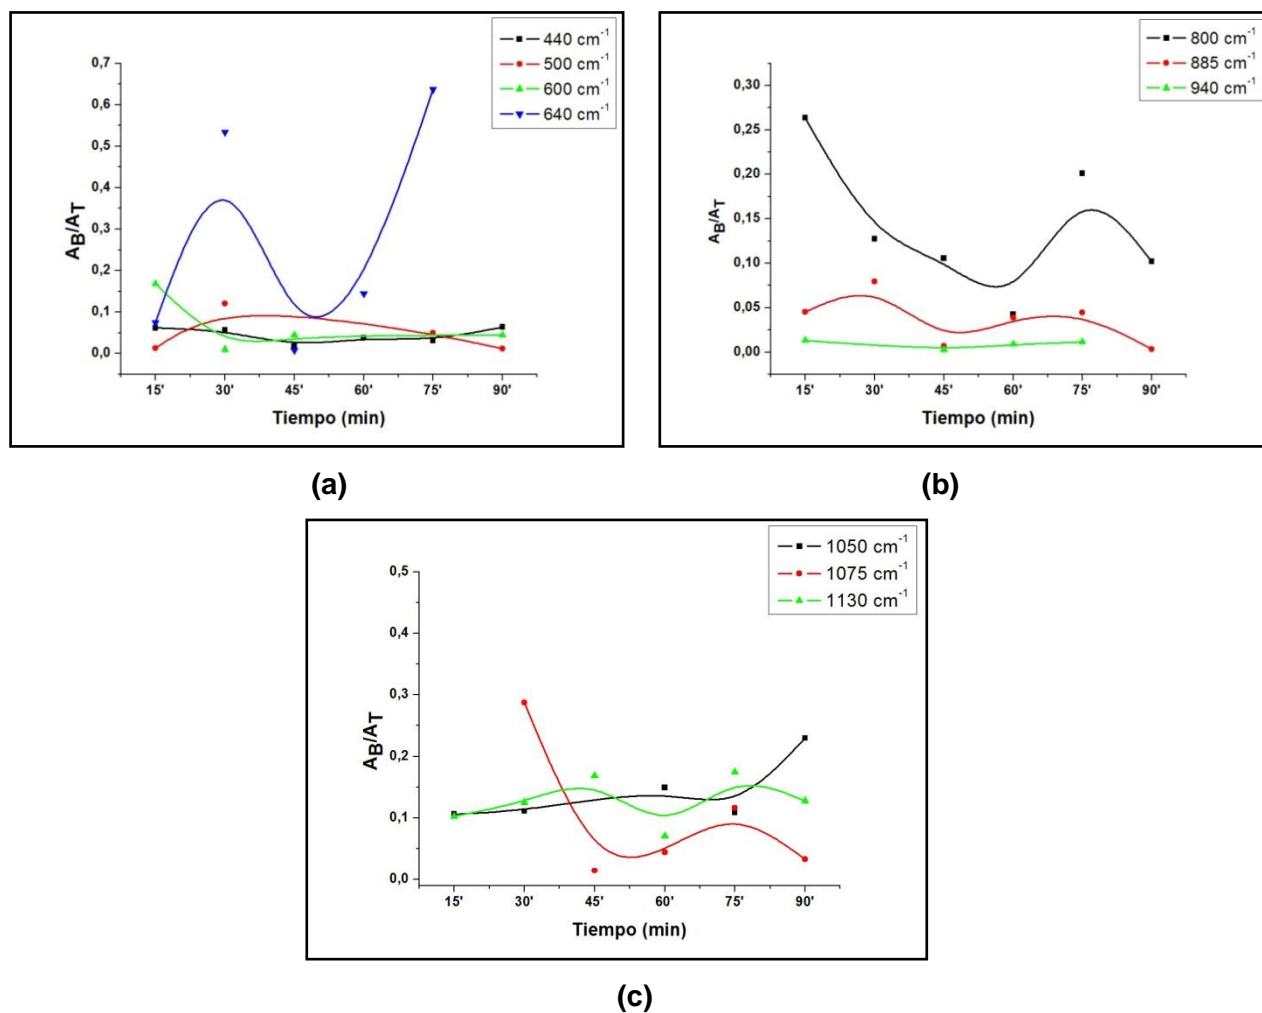 440 cm-1
500 cm-1
600 cm-1
640 cm-1
0,7
0,6
0,5
0,4
0,3
0,2
0,1
0,0
AB/AT
15' 30' 45' 60' 75' 90'
Tiempo (min)
(a)
800 cm-1
885 cm-1
940 cm-1
0,30
0,25
0,20
0,15
0,10
0,05
0,00
AB/AT
15' 30' 45' 60' 75' 90'
Tiempo (min)
(b)
1050 cm-1
1075 cm-1
1130 cm-1
0,5
0,4
0,3
0,2
0,1
0,0
AB/AT
15' 30' 45' 60' 75' 90'
Tiempo (min)
(c)